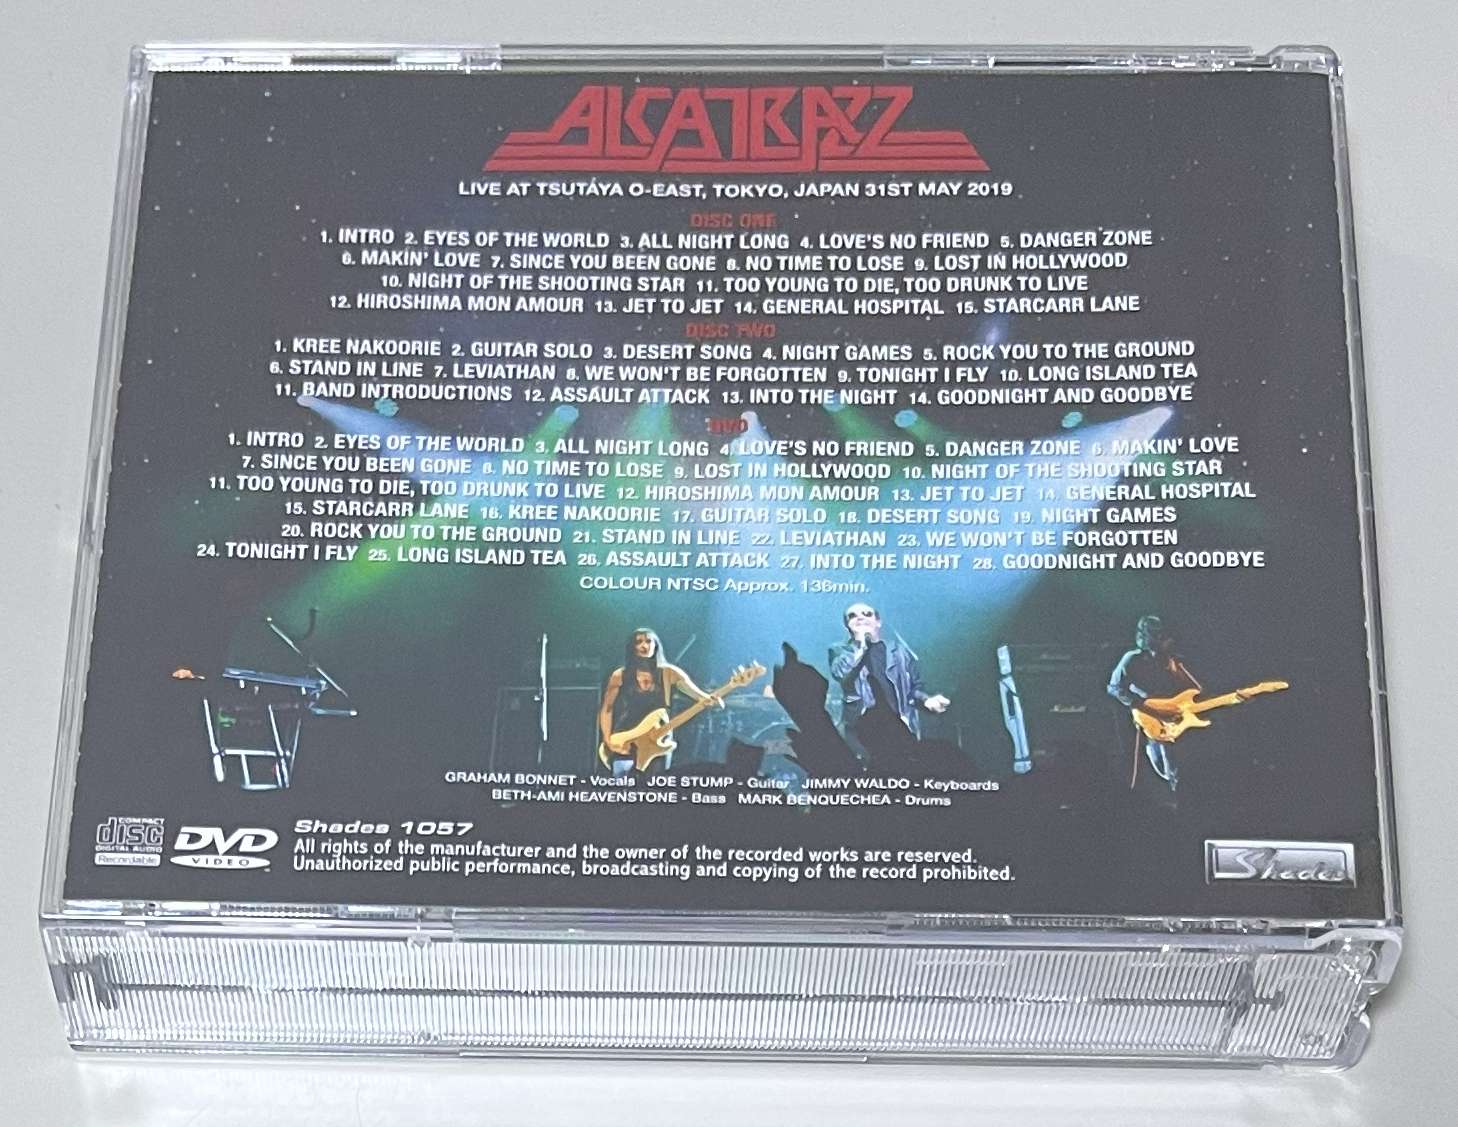 ALCATRAZZ
LIVE AT TSUTAYA O-EAST, TOKYO, JAPAN 31ST MAY 2019
DISC ONE
1. INTRO 2. EYES OF THE WORLD 3. ALL NIGHT LONG 4. LOVE'S NO FRIEND 5. DANGER ZONE
6. MAKIN' LOVE 7. SINCE YOU BEEN GONE 8. NO TIME TO LOSE 9. LOST IN HOLLYWOOD
10. NIGHT OF THE SHOOTING STAR 11. TOO YOUNG TO DIE, TOO DRUNK TO LIVE
12. HIROSHIMA MON AMOUR 13. JET TO JET 14. GENERAL HOSPITAL 15. STARCARR LANE
DISC TWO
1. KREE NAKOORIE 2. GUITAR SOLO 3. DESERT SONG 4. NIGHT GAMES 5. ROCK YOU TO THE GROUND
6. STAND IN LINE 7. LEVIATHAN 8. WE WON'T BE FORGOTTEN 9. TONIGHT I FLY 10. LONG ISLAND TEA
11. BAND INTRODUCTIONS 12. ASSAULT ATTACK 13. INTO THE NIGHT 14. GOODNIGHT AND GOODBYE
DVD
1. INTRO 2. EYES OF THE WORLD 3. ALL NIGHT LONG 4. LOVE'S NO FRIEND 5. DANGER ZONE 6. MAKIN' LOVE
7. SINCE YOU BEEN GONE 8. NO TIME TO LOSE 9. LOST IN HOLLYWOOD 10. NIGHT OF THE SHOOTING STAR
11. TOO YOUNG TO DIE, TOO DRUNK TO LIVE 12. HIROSHIMA MON AMOUR 13. JET TO JET 14. GENERAL HOSPITAL
15. STARCARR LANE 16. KREE NAKOORIE 17. GUITAR SOLO 18. DESERT SONG 19. NIGHT GAMES
20. ROCK YOU TO THE GROUND 21. STAND IN LINE 22. LEVIATHAN 23. WE WON'T BE FORGOTTEN
24. TONIGHT I FLY 25. LONG ISLAND TEA 26. ASSAULT ATTACK 27. INTO THE NIGHT 28. GOODNIGHT AND GOODBYE
COLOUR NTSC Approx. 136min.
GRAHAM BONNET - Vocals JOE STUMP - Guitar JIMMY WALDO - Keyboards
BETH-AMI HEAVENSTONE - Bass MARK BENQUECHEA - Drums
COMPACT
disc
DIGITAL AUDIO
Recordable
DVD
VIDEO
Shades 1057
All rights of the manufacturer and the owner of the recorded works are reserved.
Unauthorized public performance, broadcasting and copying of the record prohibited.
Shades